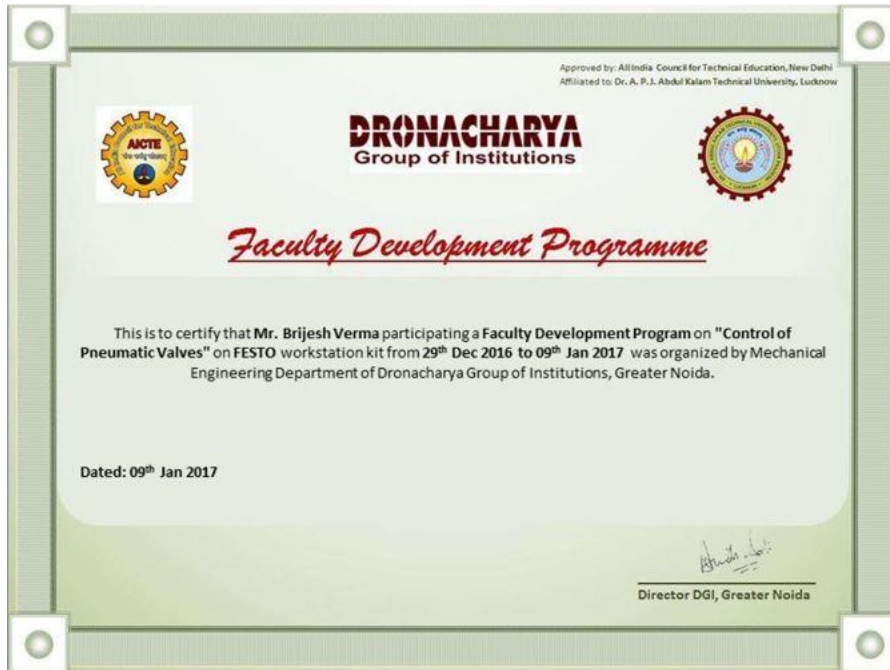 Approved by: All India Council for Technical Education, New Delhi
Affiliated to: Dr. A. P. J. Abdul Kalam Technical University, Lucknow
AICTE
DRONACHARYA
Group of Institutions
Faculty Development Programme
This is to certify that Mr. Brijesh Verma participating a Faculty Development Program on "Control of
Pneumatic Valves" on FESTO workstation kit from 29th Dec 2016 to 09th Jan 2017 was organized by Mechanical
Engineering Department of Dronacharya Group of Institutions, Greater Noida.
Dated: 09th Jan 2017
Director DGI, Greater Noida